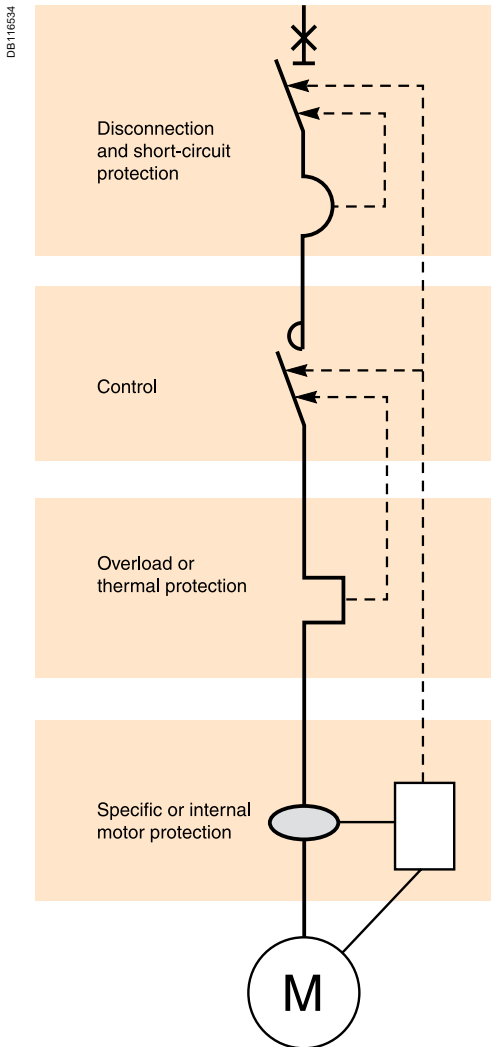 DB116534
Disconnection
and short-circuit
protection
Control
Overload or
thermal protection
Specific or internal
motor protection
M